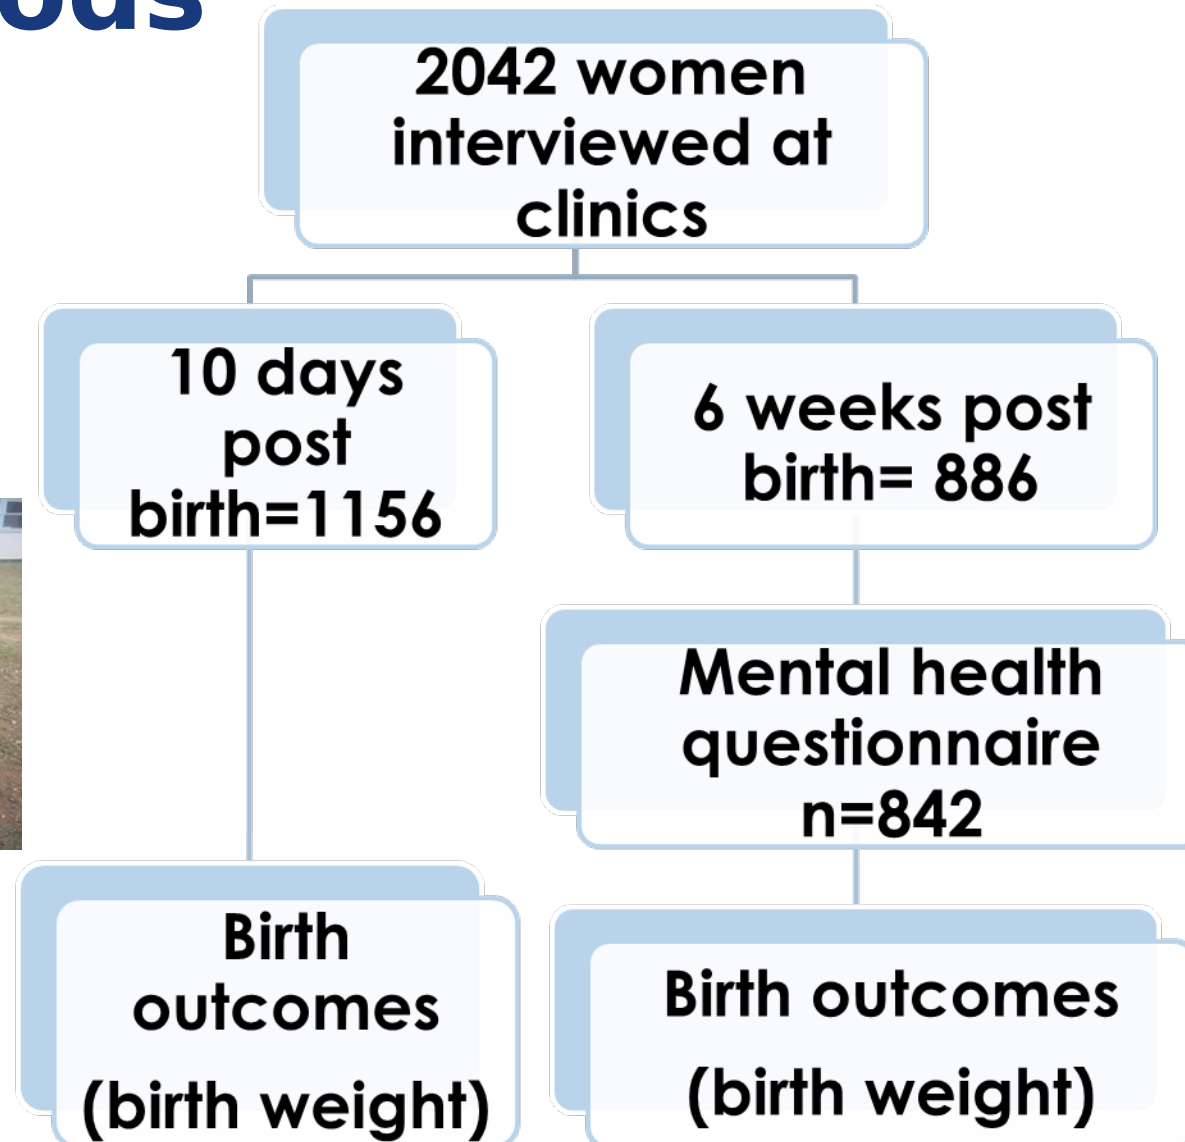 2042 women
interviewed at
clinics
10 days
post
birth=1156
6 weeks post
birth= 886
Mental health
questionnaire
n=842
Birth
outcomes
(birth weight)
Birth outcomes
(birth weight)